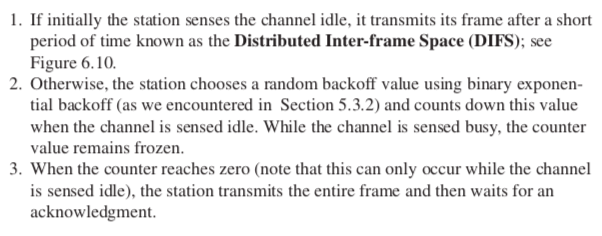 1. If initially the station senses the channel idle, it transmits its frame after a short
period of time known as the Distributed Inter-frame Space (DIFS); see
Figure 6.10.
2. Otherwise, the station chooses a random backoff value using binary exponen-
tial backoff (as we encountered in Section 5.3.2) and counts down this value
when the channel is sensed idle. While the channel is sensed busy, the counter
value remains frozen.
3. When the counter reaches zero (note that this can only occur while the channel
is sensed idle), the station transmits the entire frame and then waits for an
acknowledgment.